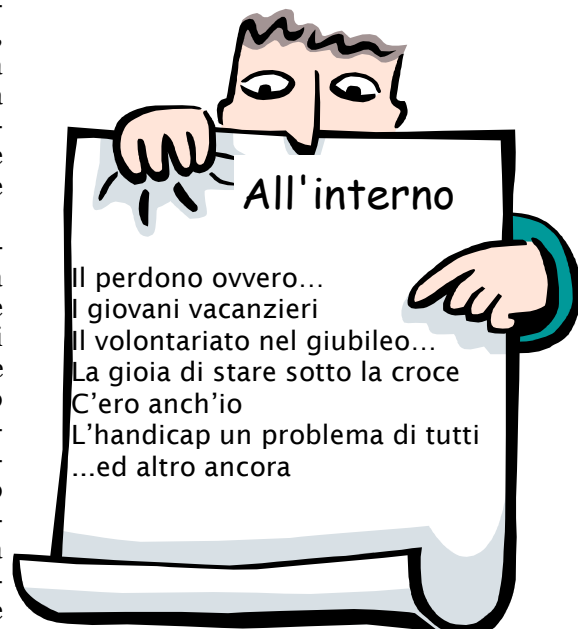 All'interno
Il perdono ovvero…
I giovani vacanzieri
Il volontariato nel giubileo…
La gioia di stare sotto la croce
C'ero anch'io
L'handicap un problema di tutti
...ed altro ancora